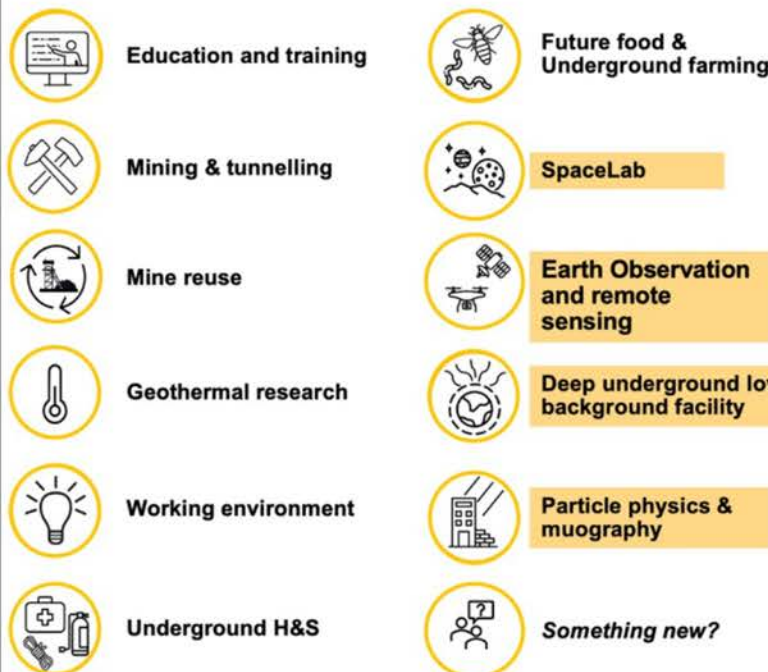 Education and training
Mining & tunnelling
Mine reuse
Geothermal research
Working environment
Underground H&S
Future food &
Underground farming
SpaceLab
Earth Observation
and remote
sensing
Deep underground
background facility
Particle physics &
muography
?
Something new?